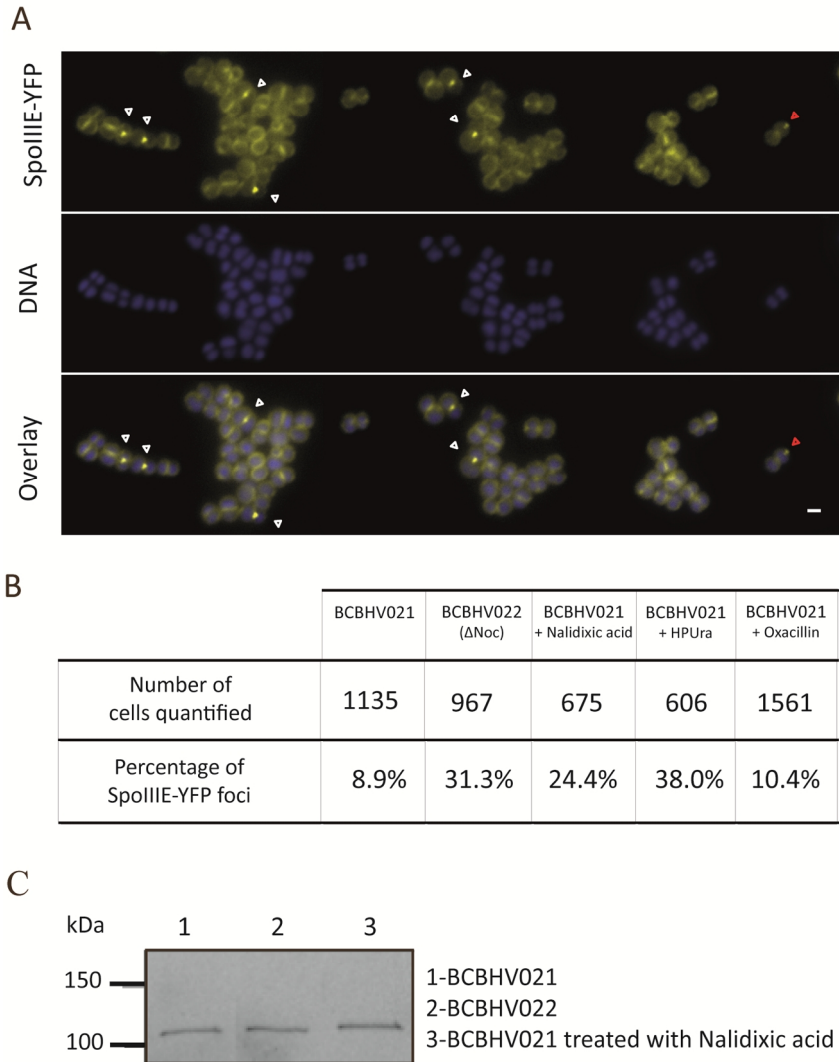 A
SpoIIIE-YFP
DNA
Overlay
B
BCBHV021
BCBHV022
(ΔNoc)
BCBHV021
+ Nalidixic acid
BCBHV021
+ HPUra
BCBHV021
+ Oxacillin
Number of
cells quantified
1135
967
675
606
1561
Percentage of
SpoIIIE-YFP foci
8.9%
31.3%
24.4%
38.0%
10.4%
C
kDa
1
2
3
150
100
1-BCBHV021
2-BCBHV022
3-BCBHV021 treated with Nalidixic acid